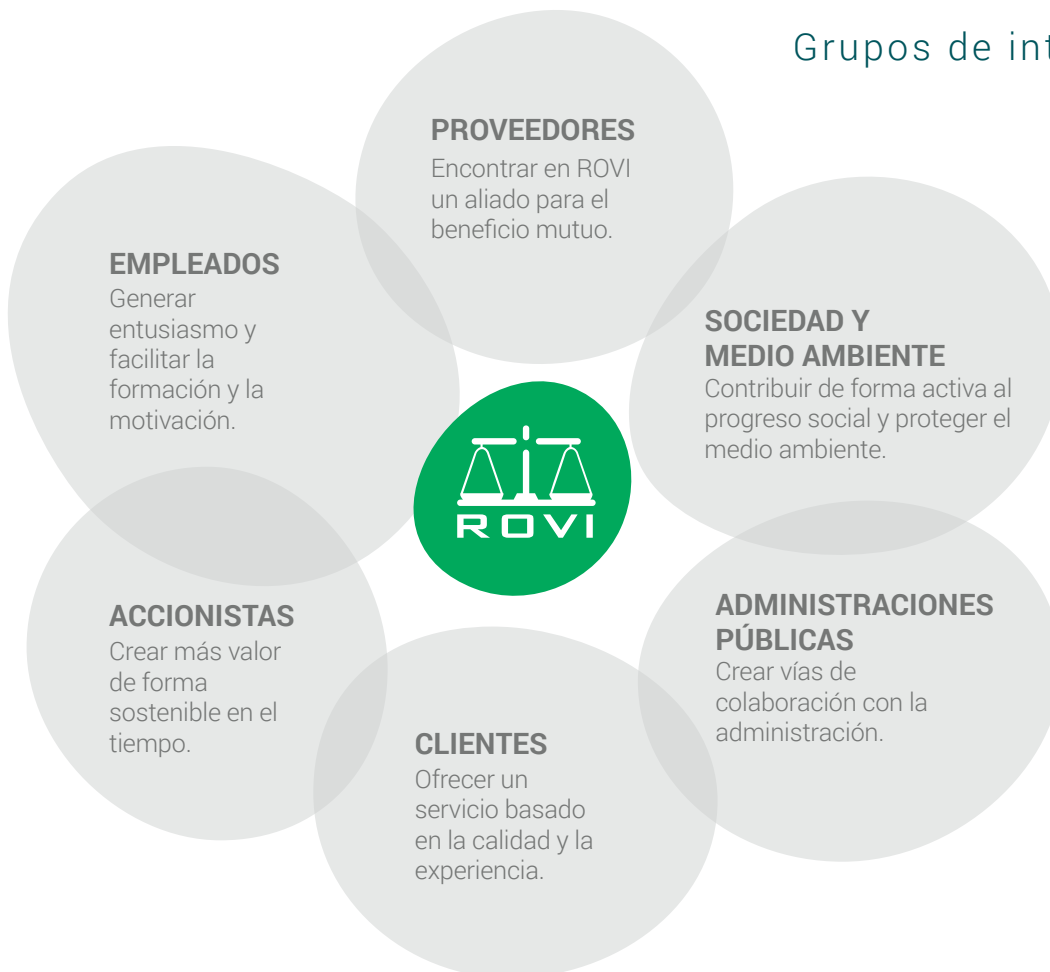 Grupos de int
PROVEEDORES
Encontrar en ROVI
un aliado para el
beneficio mutuo.
EMPLEADOS
Generar
entusiasmo y
facilitar la
formación y la
motivación.
SOCIEDAD Y
MEDIO AMBIENTE
Contribuir de forma activa al
progreso social y proteger el
medio ambiente.
ROVI
ACCIONISTAS
Crear más valor
de forma
sostenible en el
tiempo.
ADMINISTRACIONES
PÚBLICAS
Crear vías de
colaboración con la
administración.
CLIENTES
Ofrecer un
servicio basado
en la calidad y la
experiencia.